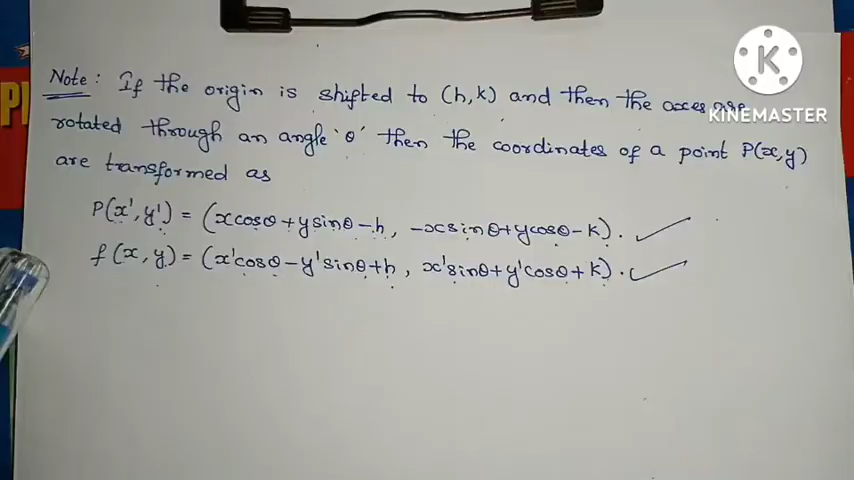 Note: If the origin is shifted to (h,k) and then the axes are
rotated through an angle 'θ' then the coordinates of a point P(x,y)
are transformed as
P(x',y') = (xcosθ+ysinθ-h, -xsinθ+ycosθ-k).
f(x,y) = (x'cosθ-y'sinθ+h, x'sinθ+y'cosθ+k).
K
KINEMASTER